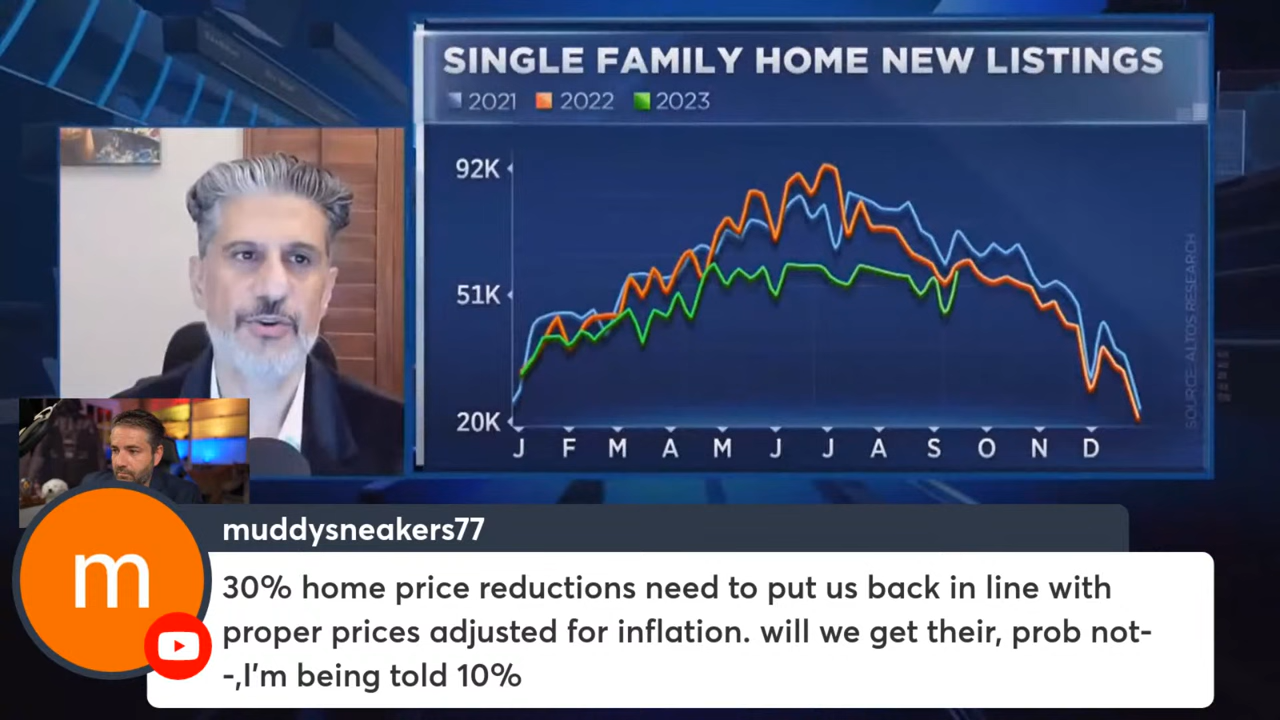 SINGLE FAMILY HOME NEW LISTINGS
2021 2022 2023
92K
51K
20K
J F M A M J J A S O N D
SOURCE: ALTOS RESEARCH
m
muddysneakers77
30% home price reductions need to put us back in line with
proper prices adjusted for inflation. will we get their, prob not-
-,I'm being told 10%